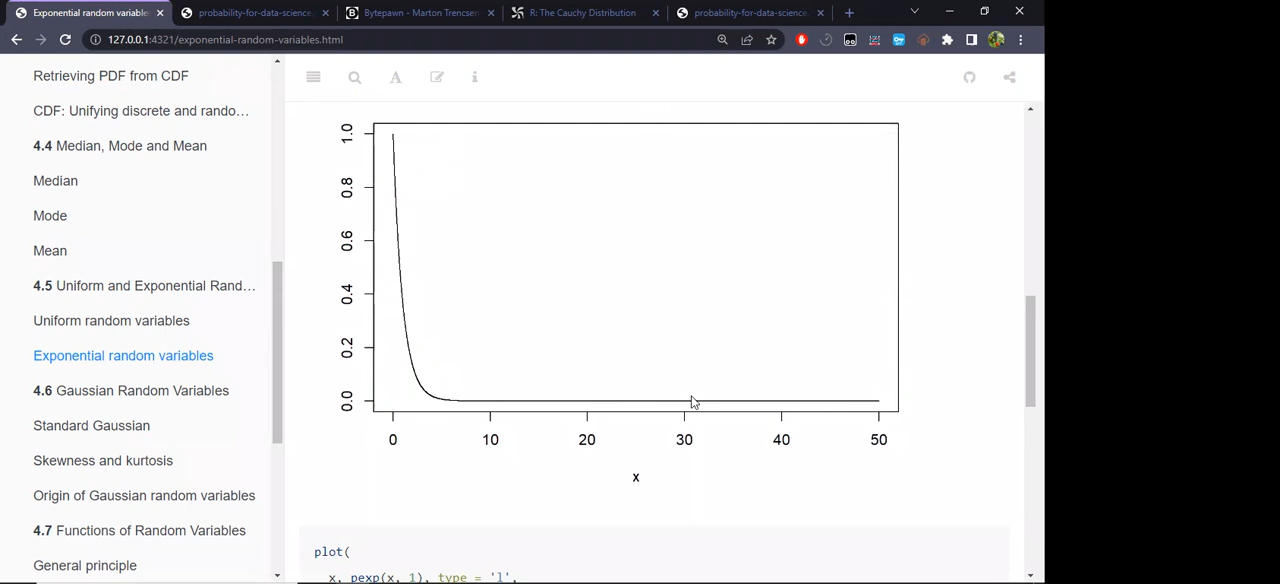 Exponential random variable
probability-for-data-science
Bytepawn - Marton Trencser
R: The Cauchy Distribution
probability-for-data-science
127.0.0.1:4321/exponential-random-variables.html
Retrieving PDF from CDF
CDF: Unifying discrete and rando…
4.4 Median, Mode and Mean
Median
Mode
Mean
4.5 Uniform and Exponential Rand…
Uniform random variables
Exponential random variables
4.6 Gaussian Random Variables
Standard Gaussian
Skewness and kurtosis
Origin of Gaussian random variables
4.7 Functions of Random Variables
General principle
1.0
0.8
0.6
0.4
0.2
0.0
0 10 20 30 40 50
x
plot(
x, pexp(x, 1), type = 'l',